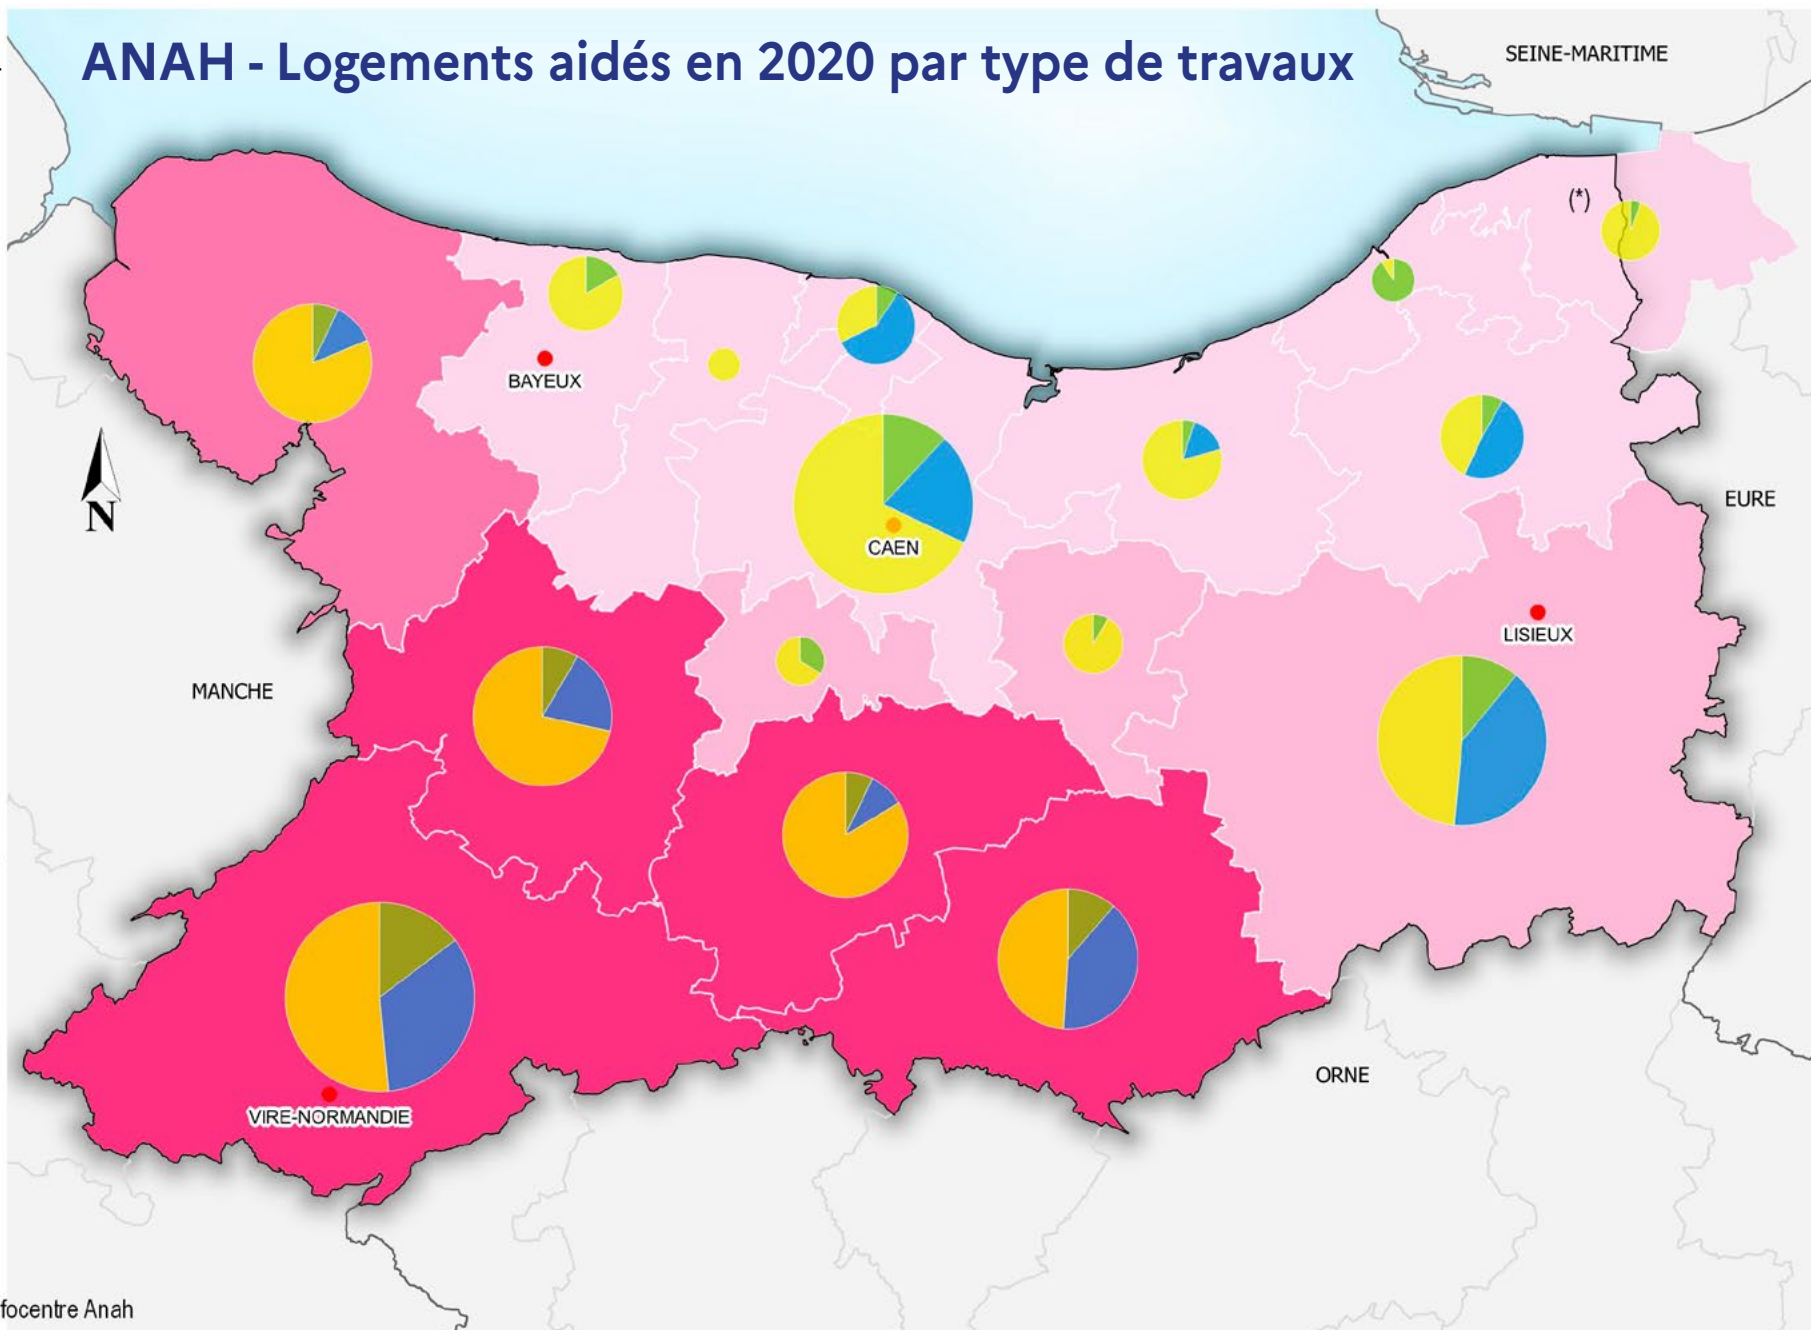 ANAH - Logements aidés en 2020 par type de travaux
SEINE-MARITIME
(*)
BAYEUX
N
EURE
CAEN
LISIEUX
MANCHE
ORNE
VIRE-NORMANDIE
focentre Anah